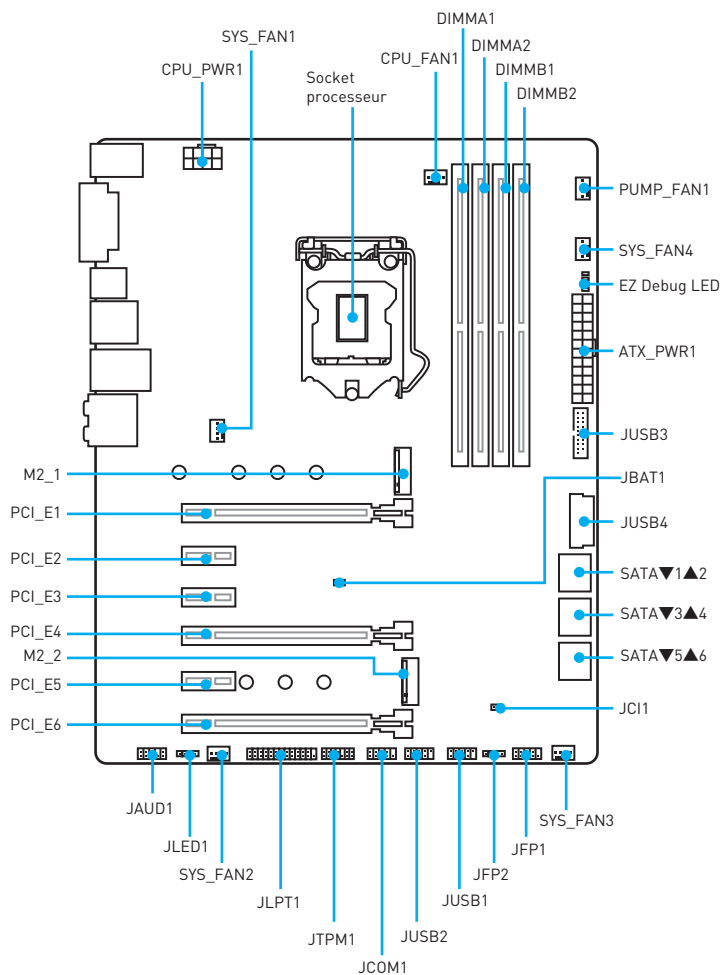 DIMMA1
SYS_FAN1
DIMMA2
CPU_FAN1
CPU_PWR1
DIMMB1
Socket
processeur
DIMMB2
PUMP_FAN1
SYS_FAN4
EZ Debug LED
ATX_PWR1
JUSB3
M2_1
JBAT1
PCI_E1
JUSB4
PCI_E2
SATA▼1▲2
PCI_E3
SATA▼3▲4
PCI_E4
M2_2
SATA▼5▲6
PCI_E5
JCI1
PCI_E6
JAUD1
SYS_FAN3
JLED1
JFP1
SYS_FAN2
JFP2
JLPT1
JUSB1
JTPM1
JUSB2
JCOM1